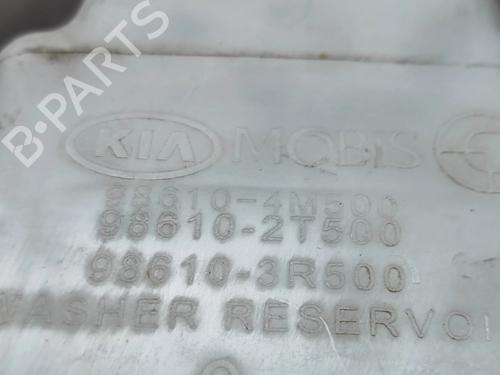 B-PARTS
KIA MOBIS
98610-4M500
98610-2T500
98610-3R500
WASHER RESERVOI